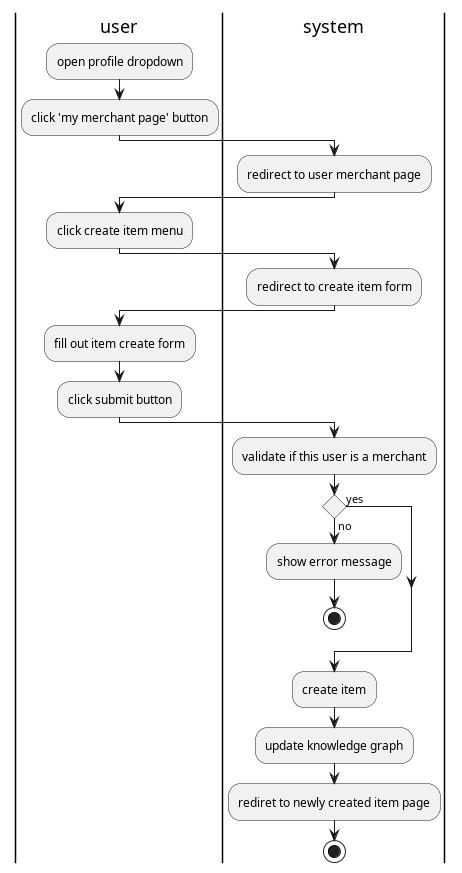 user
system
open profile dropdown
click 'my merchant page' button
redirect to user merchant page
click create item menu
redirect to create item form
fill out item create form
click submit button
validate if this user is a merchant
yes
no
show error message
create item
update knowledge graph
rediret to newly created item page